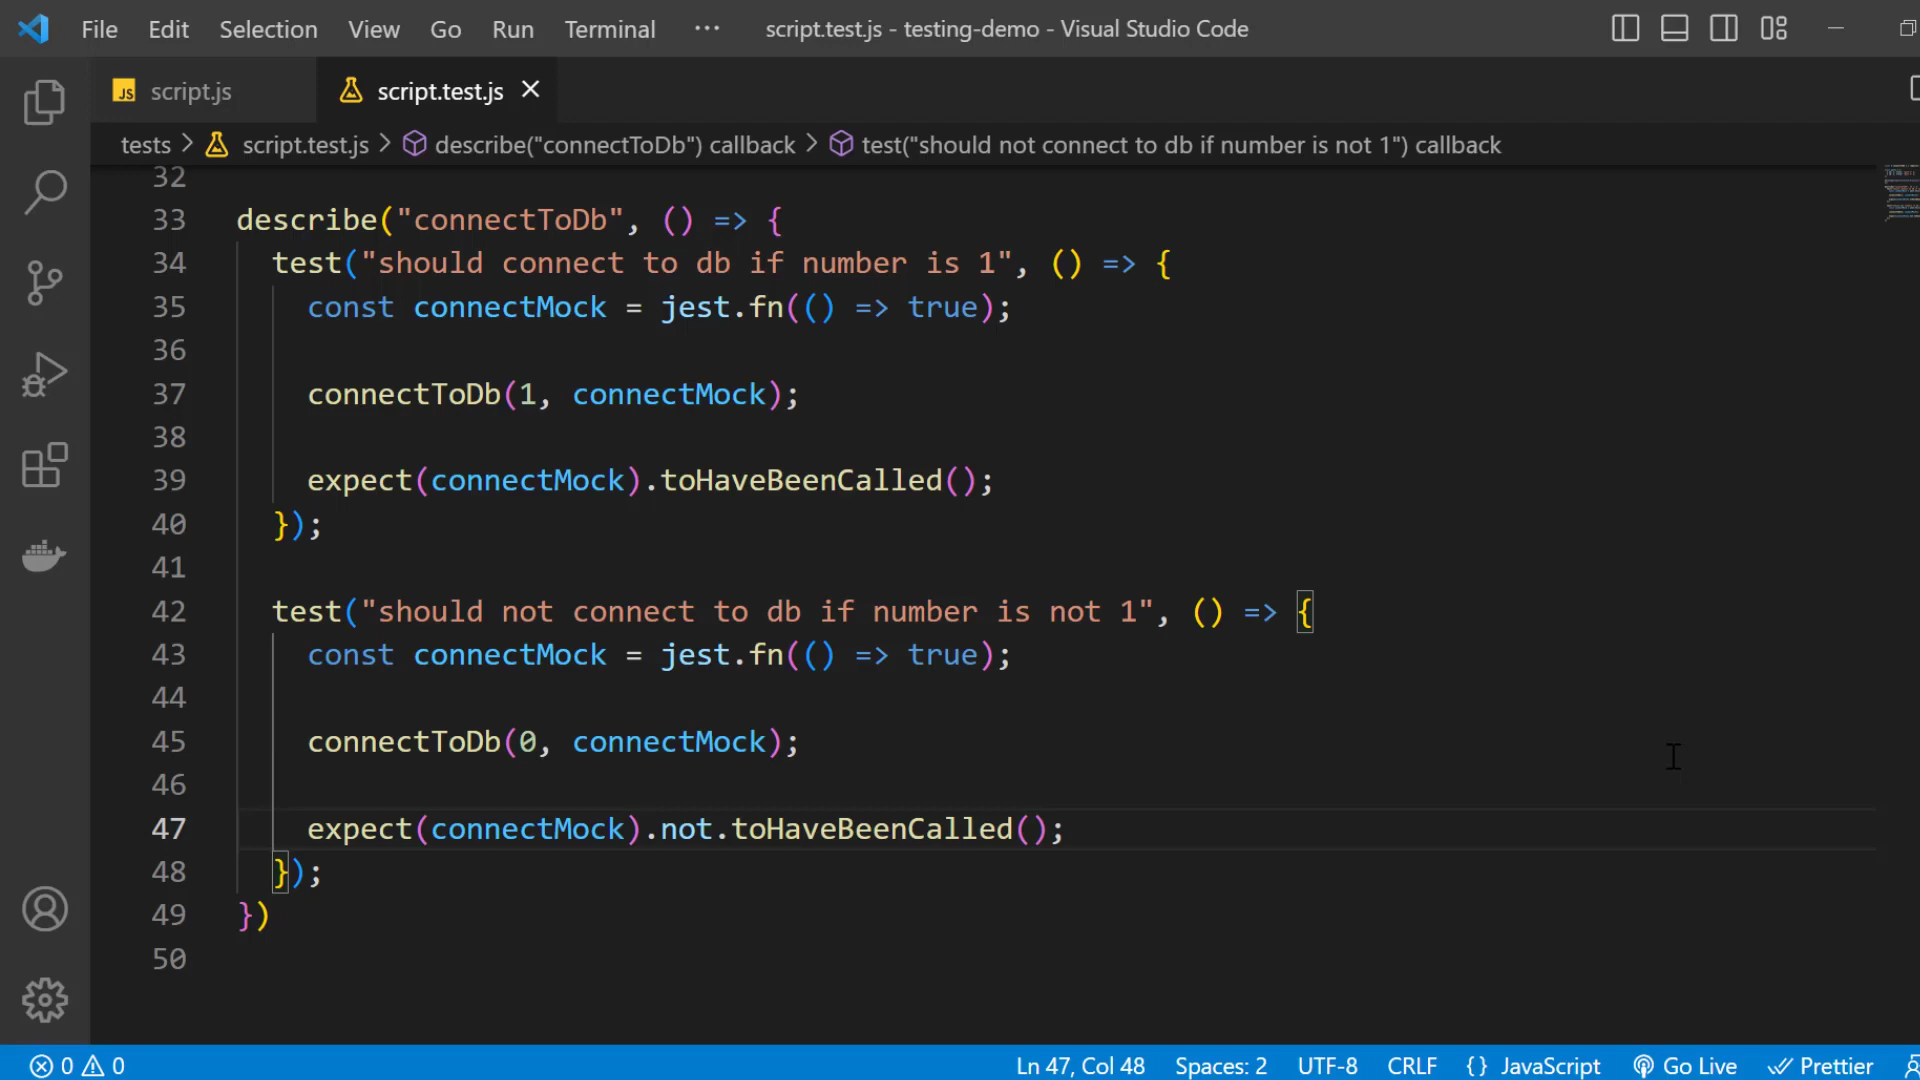 File Edit Selection View Go Run Terminal ··· script.test.js - testing-demo - Visual Studio Code
JS script.js script.test.js
tests > script.test.js > describe("connectToDb") callback > test("should not connect to db if number is not 1") callback
32
33 describe("connectToDb", () => {
34 test("should connect to db if number is 1", () => {
35 const connectMock = jest.fn(() => true);
36
37 connectToDb(1, connectMock);
38
39 expect(connectMock).toHaveBeenCalled();
40 });
41
42 test("should not connect to db if number is not 1", () => {
43 const connectMock = jest.fn(() => true);
44
45 connectToDb(0, connectMock);
46
47 expect(connectMock).not.toHaveBeenCalled();
48 });
49 })
50
0 0 Ln 47, Col 48 Spaces: 2 UTF-8 CRLF {} JavaScript Go Live Prettier